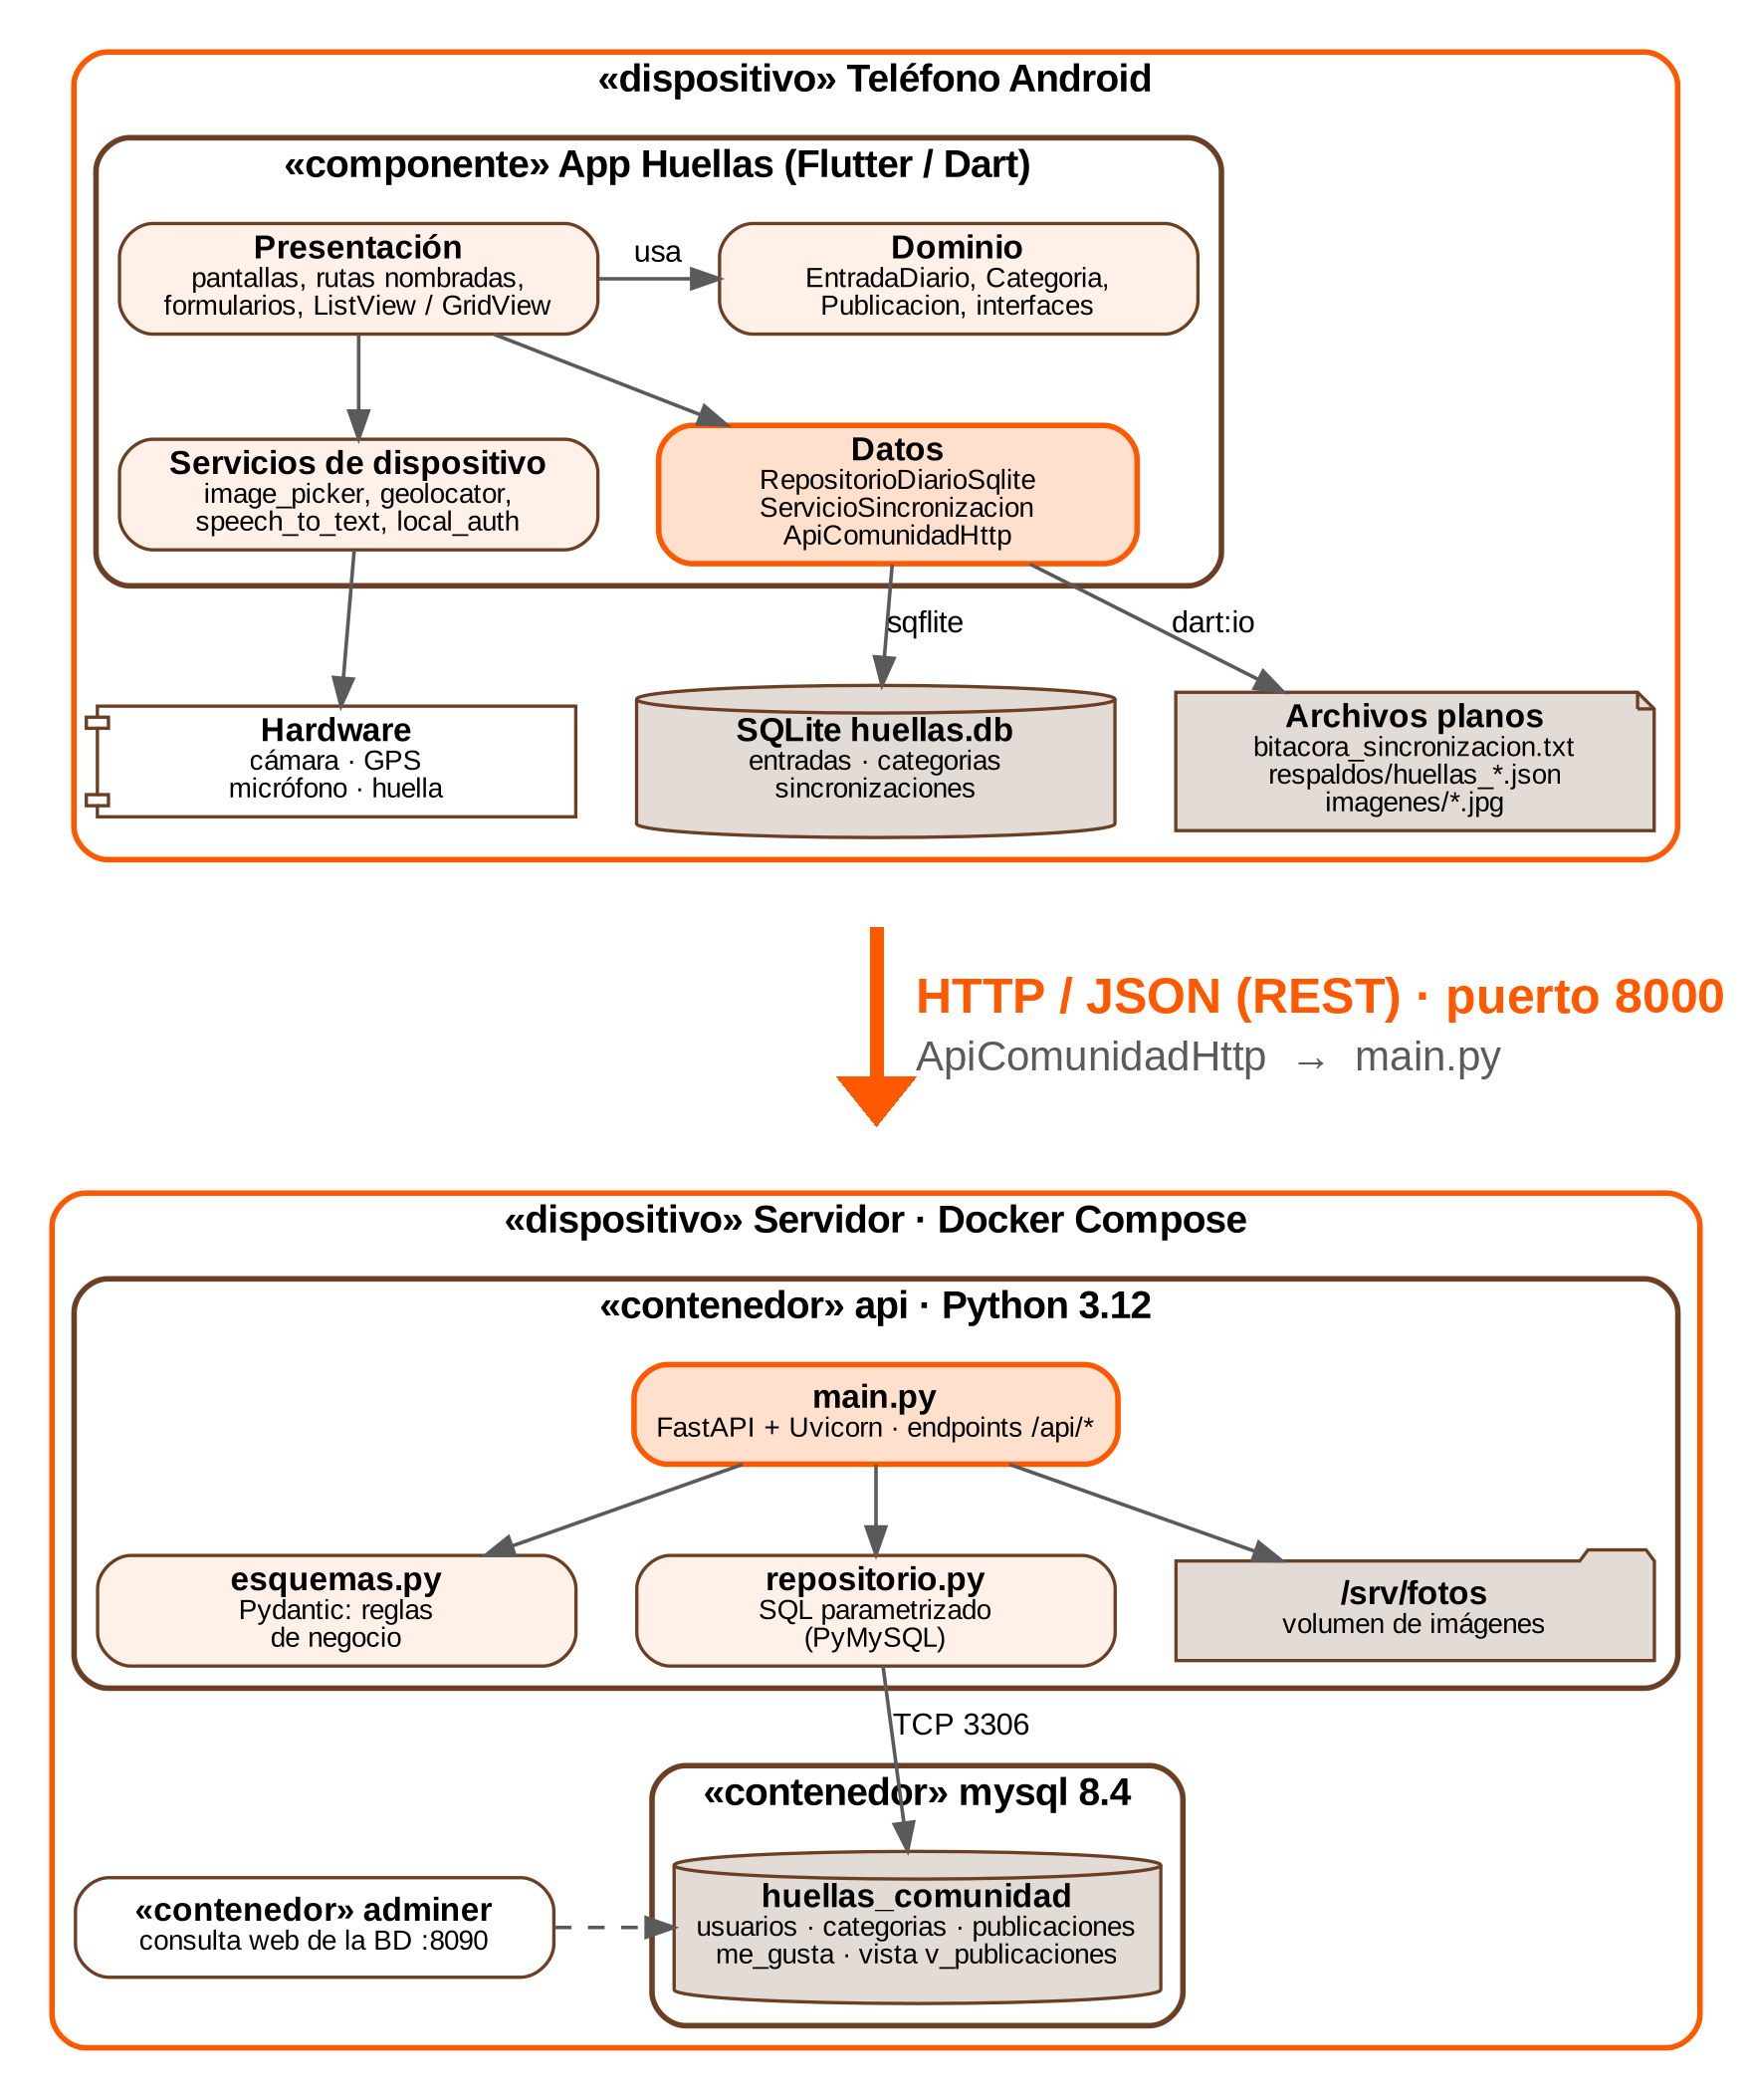 «dispositivo» Teléfono Android
«componente» App Huellas (Flutter / Dart)
Presentación
pantallas, rutas nombradas,
formularios, ListView / GridView
usa
Dominio
EntradaDiario, Categoria,
Publicacion, interfaces
Servicios de dispositivo
image_picker, geolocator,
speech_to_text, local_auth
Datos
RepositorioDiarioSqlite
ServicioSincronizacion
ApiComunidadHttp
sqflite
dart:io
Hardware
cámara · GPS
micrófono · huella
SQLite huellas.db
entradas · categorias
sincronizaciones
Archivos planos
bitacora_sincronizacion.txt
respaldos/huellas_*.json
imagenes/*.jpg
HTTP / JSON (REST) · puerto 8000
ApiComunidadHttp → main.py
«dispositivo» Servidor · Docker Compose
«contenedor» api · Python 3.12
main.py
FastAPI + Uvicorn · endpoints /api/*
esquemas.py
Pydantic: reglas
de negocio
repositorio.py
SQL parametrizado
(PyMySQL)
/srv/fotos
volumen de imágenes
TCP 3306
«contenedor» mysql 8.4
«contenedor» adminer
consulta web de la BD :8090
huellas_comunidad
usuarios · categorias · publicaciones
me_gusta · vista v_publicaciones